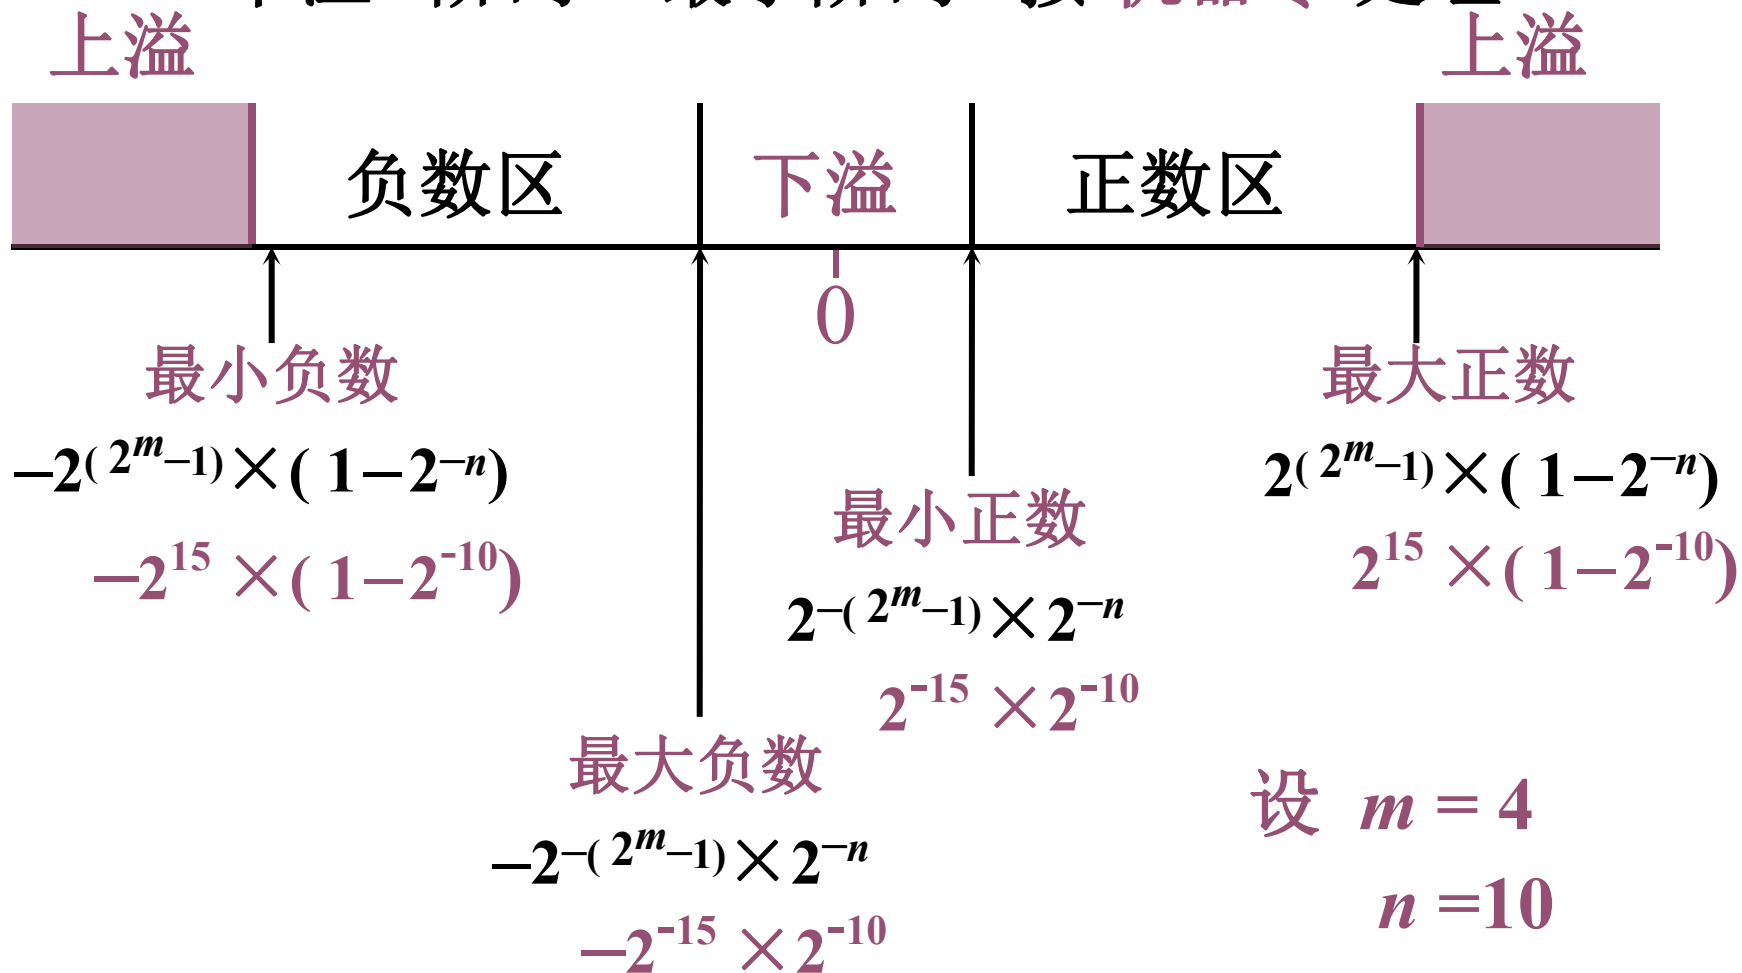 上溢 上溢
负数区 下溢 正数区
0
最小负数 最大正数
−2^(2^m−1) × ( 1−2^−n) 2^(2^m−1) × ( 1−2^−n)
−2^15 × ( 1−2^-10) 2^15 × ( 1−2^-10)
最小正数
2^−(2^m−1) × 2^−n
2^-15 × 2^-10
最大负数
−2^−(2^m−1) × 2^−n
−2^-15 × 2^-10
设 m = 4
n =10